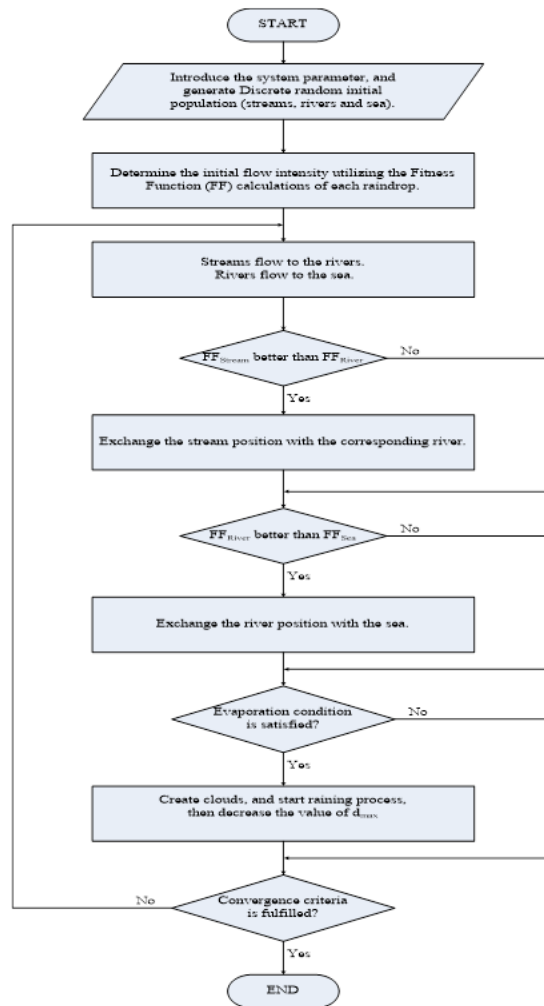 START
Introduce the system parameter, and
generate Discrete random initial
population (streams, rivers and sea).
Determine the initial flow intensity utilizing the Fitness
Function (FF) calculations of each raindrop.
Streams flow to the rivers.
Rivers flow to the sea.
FFStream better than FFRiver
No
Yes
Exchange the stream position with the corresponding river.
FFRiver better than FFSea
No
Yes
Exchange the river position with the sea.
Evaporation condition
is satisfied?
No
Yes
Create clouds, and start raining process,
then decrease the value of dmax
Convergence criteria
is fulfilled?
No
Yes
END